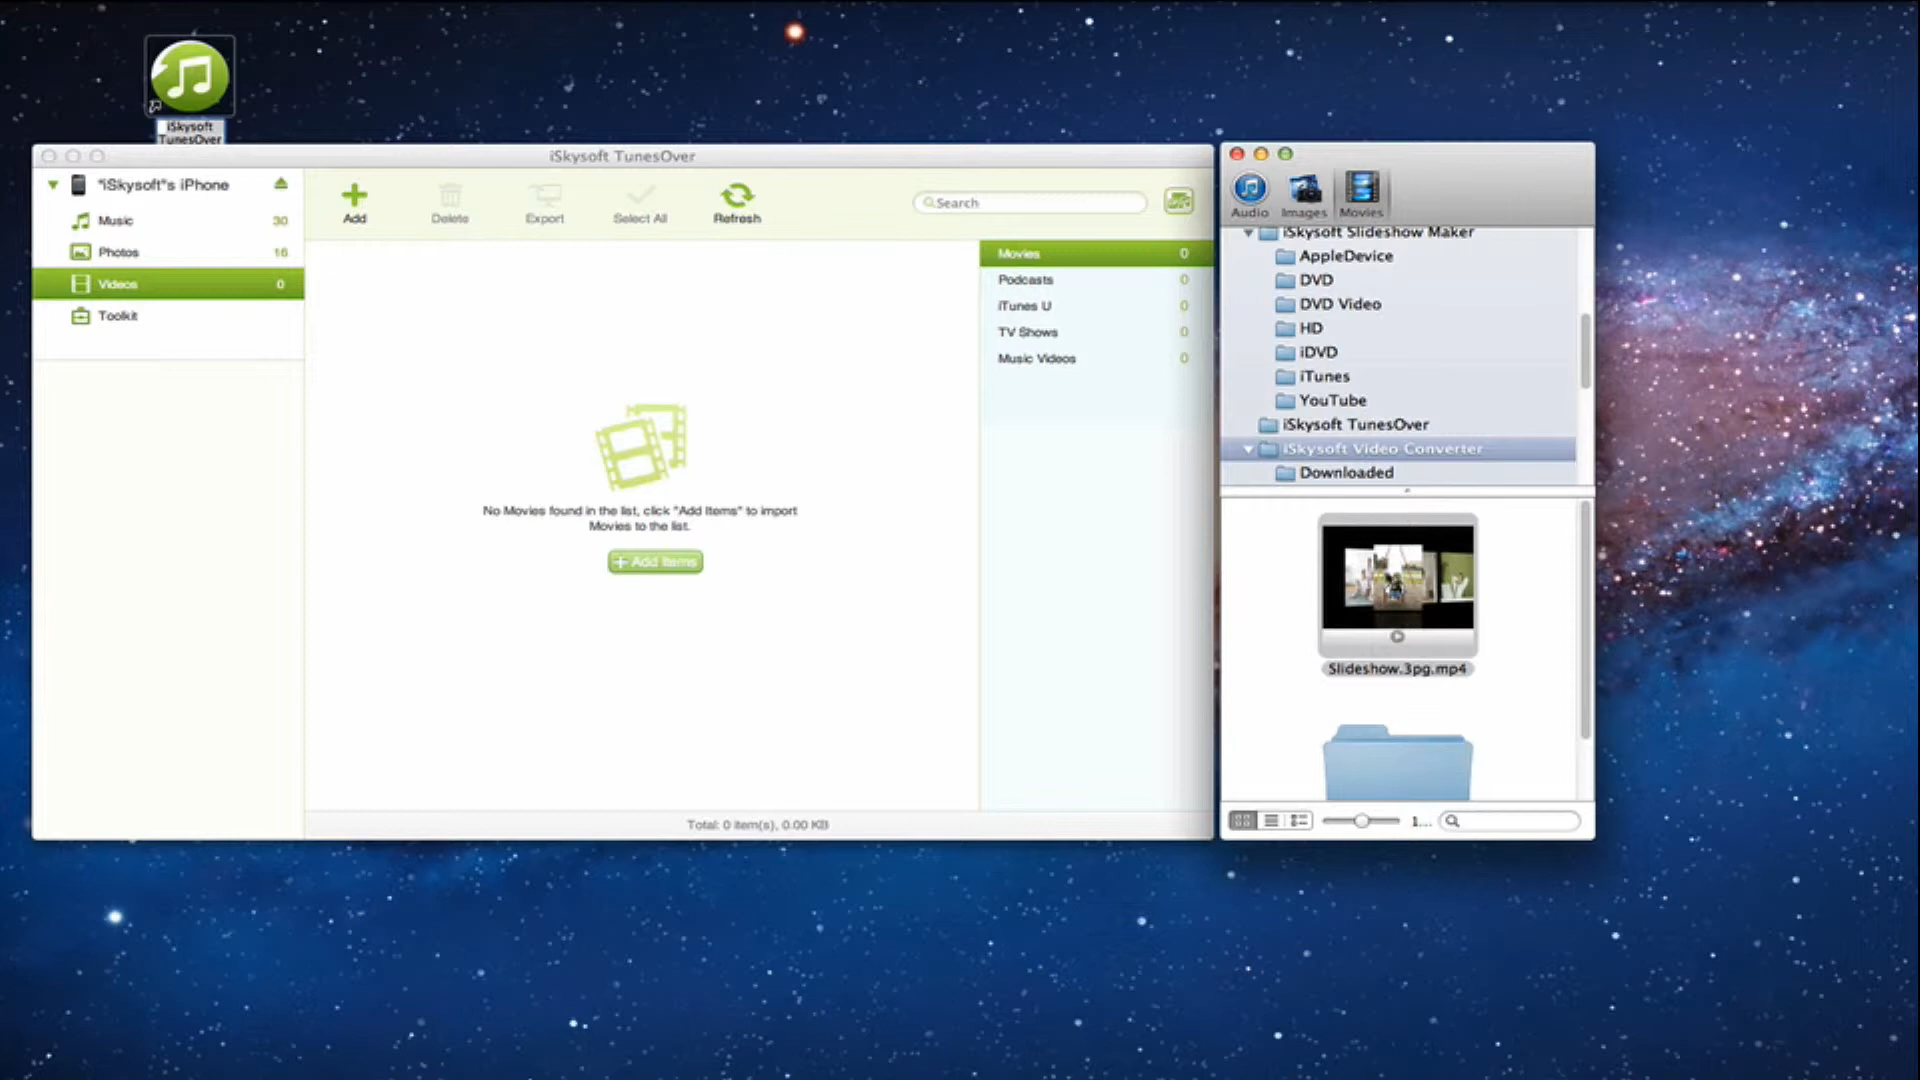 iSkysoft
TunesOver
iSkysoft TunesOver
"iSkysoft"s iPhone
Music 30
Photos 16
Videos 0
Toolkit
Add
Delete
Export
Select All
Refresh
Search
No Movies found in the list, click "Add Items" to import
Movies to the list.
Add Items
Movies 0
Podcasts 0
iTunes U 0
TV Shows 0
Music Videos 0
Total: 0 item(s), 0.00 KB
Audio
Images
Movies
iSkysoft Slideshow Maker
AppleDevice
DVD
DVD Video
HD
iDVD
iTunes
YouTube
iSkysoft TunesOver
iSkysoft Video Converter
Downloaded
Slideshow.3pg.mp4
1...